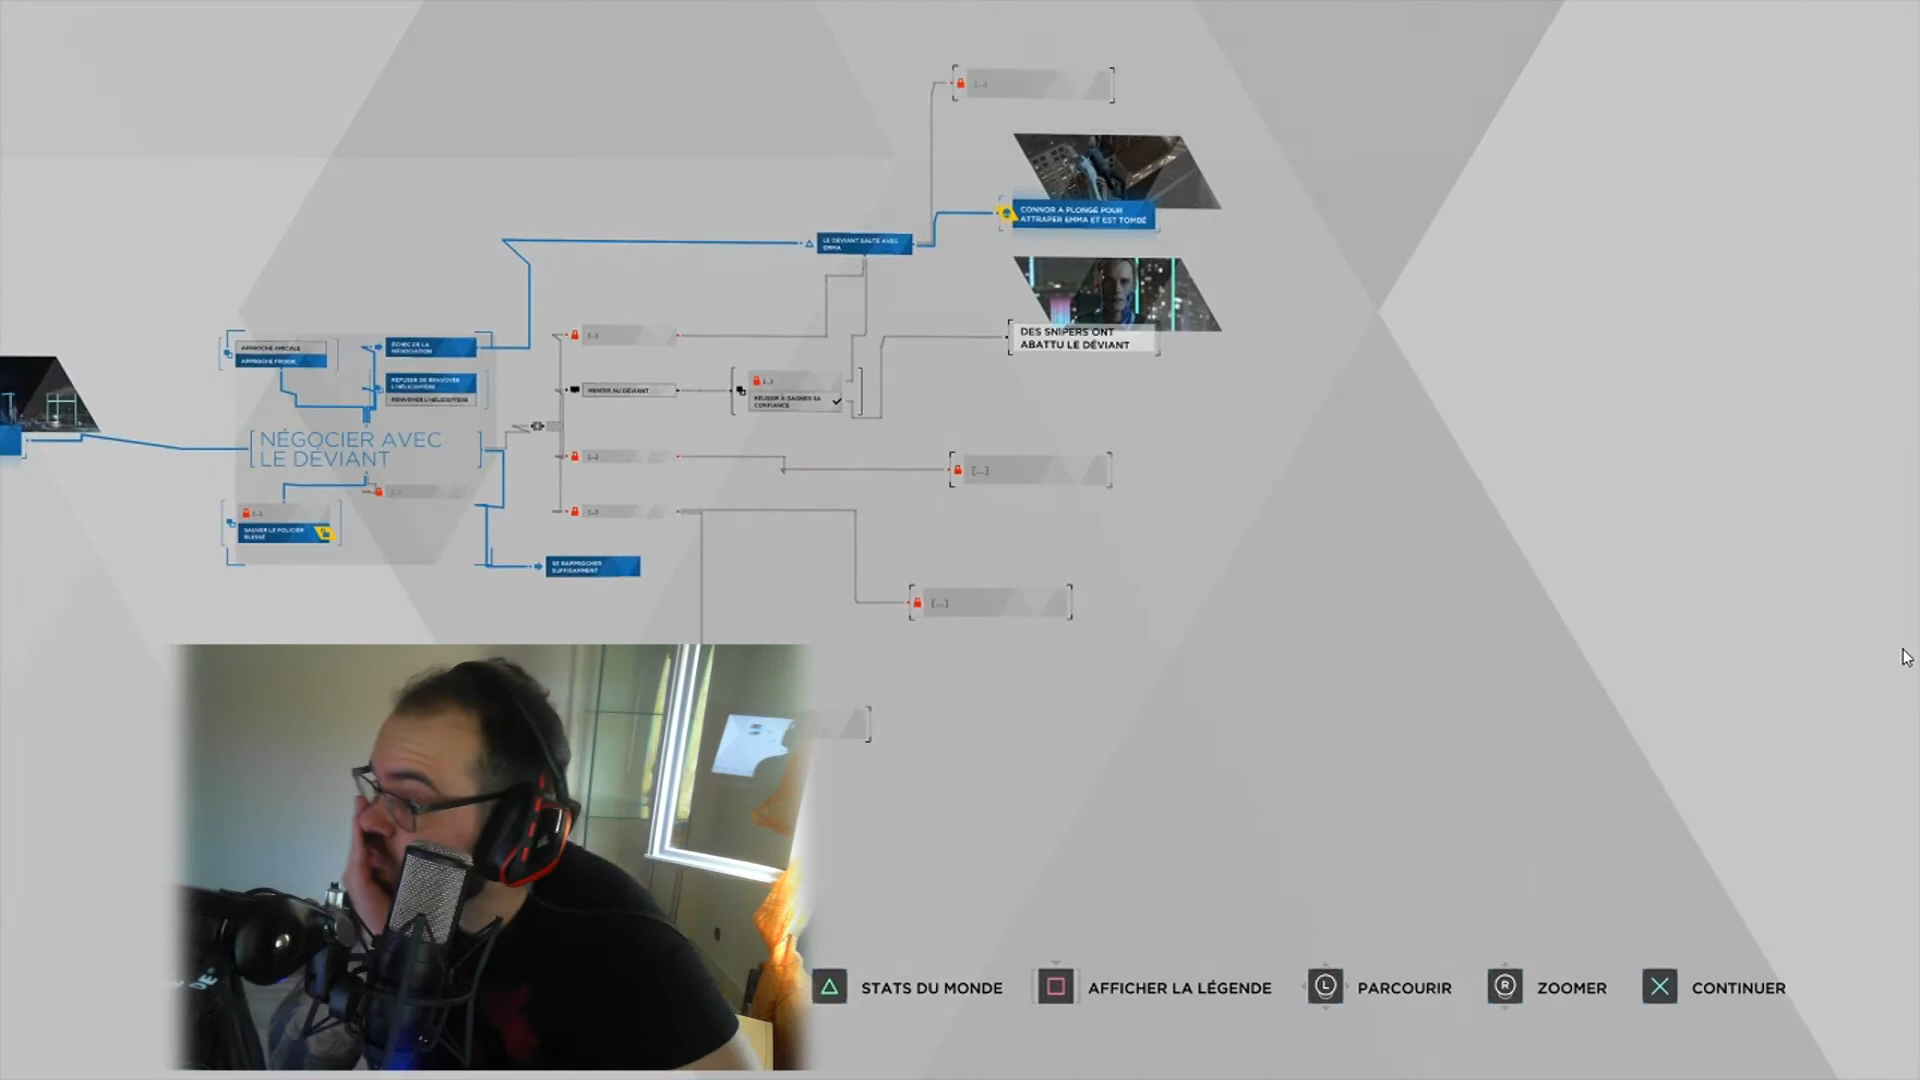 [...]
CONNOR A PLONGÉ POUR
ATTRAPER EMMA ET EST TOMBÉ
LE DÉVIANT SAUTE AVEC
EMMA
DES SNIPERS ONT
ABATTU LE DÉVIANT
APPROCHE AMICALE
APPROCHE FROIDE
ÉCHEC DE LA
NÉGOCIATION
REFUSER DE RENVOYER
L'HÉLICOPTÈRE
RENVOYER L'HÉLICOPTÈRE
[...]
MENTIR AU DÉVIANT
[...]
RÉUSSIR À GAGNER SA
CONFIANCE
NÉGOCIER AVEC
LE DÉVIANT
[...]
[...]
[...]
[...]
SAUVER LE POLICIER
BLESSÉ
[...]
SE RAPPROCHER
SUFFISAMMENT
[...]
STATS DU MONDE
AFFICHER LA LÉGENDE
L
PARCOURIR
R
ZOOMER
CONTINUER